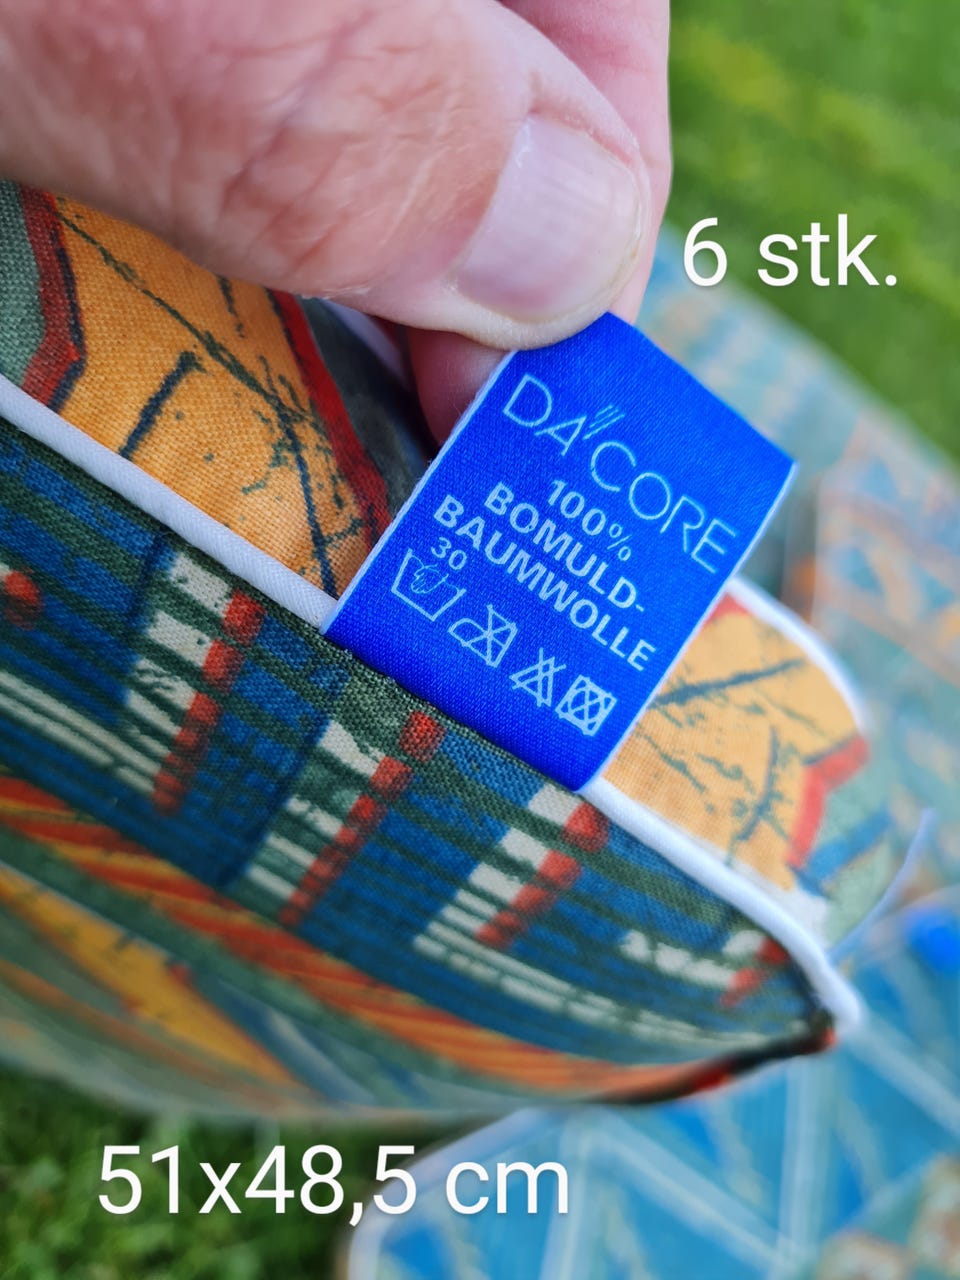 6 stk.
DA'CORE
100%
BOMULD-
BAUMWOLLE
30
51x48,5 cm